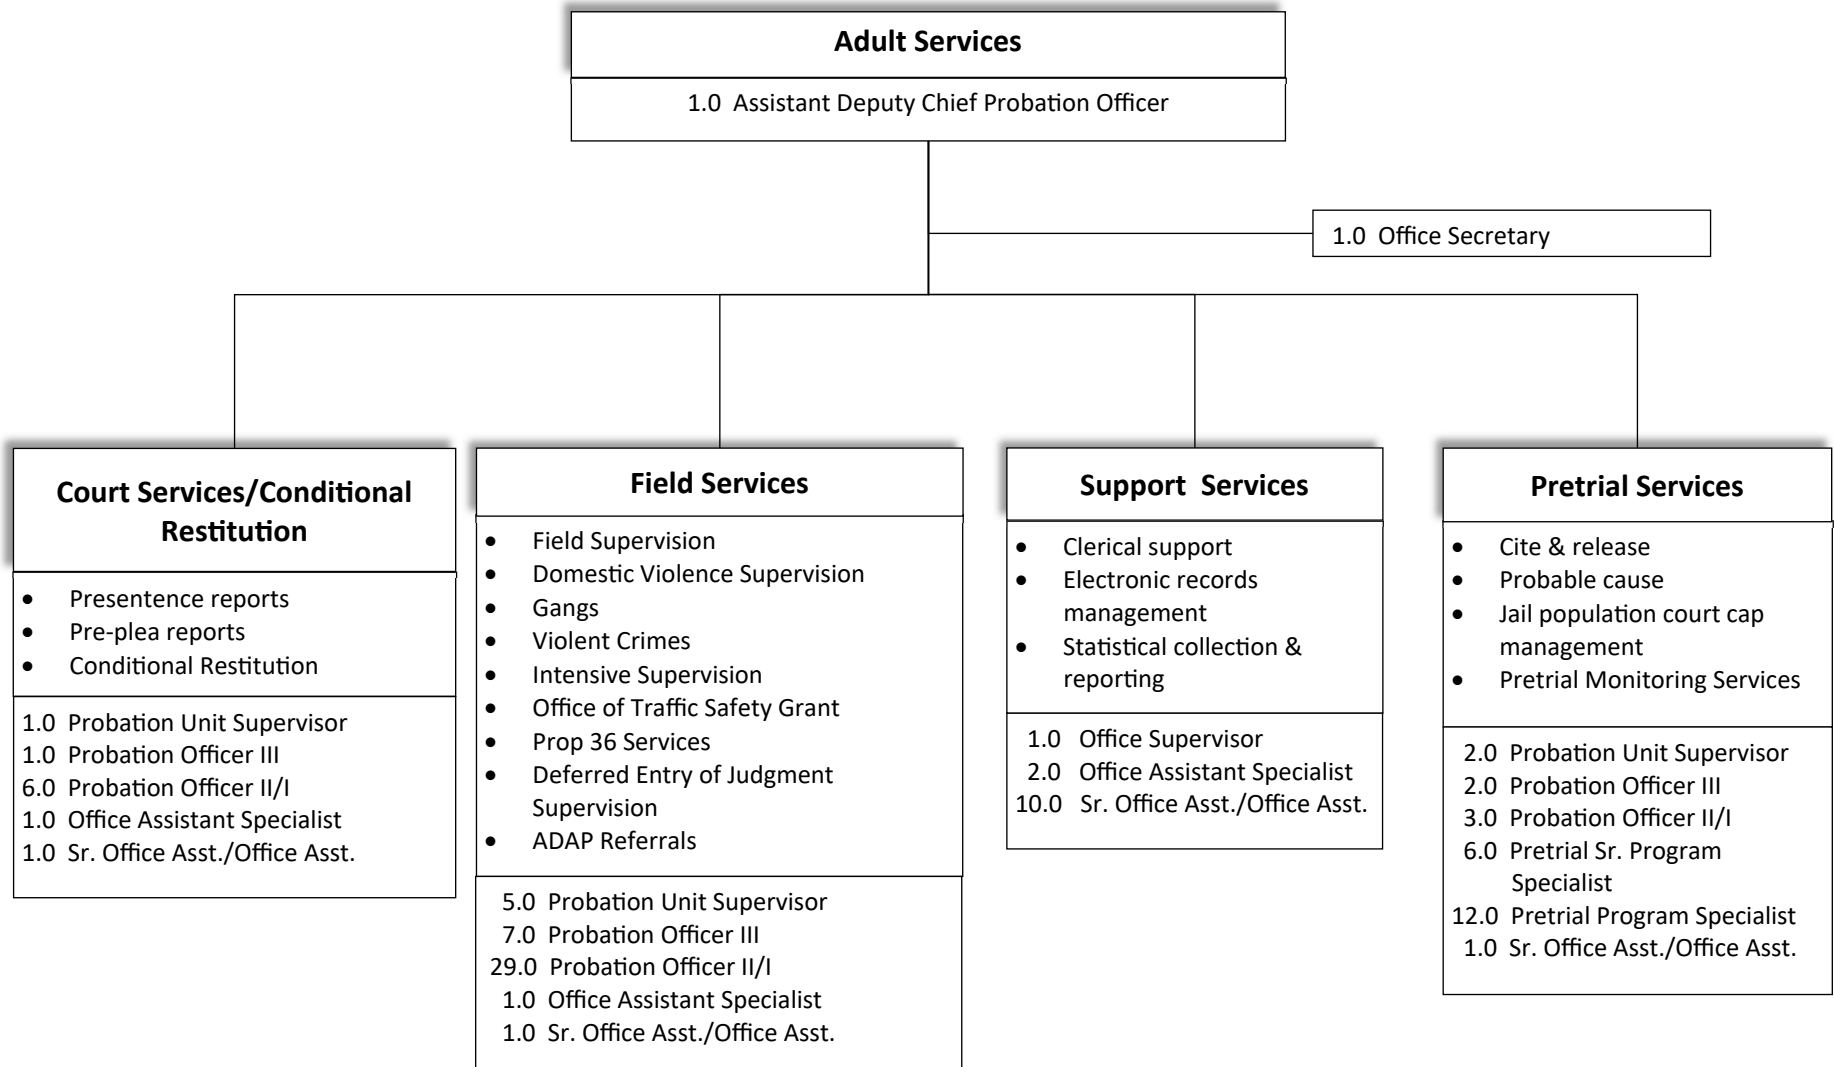 Adult Services
1.0 Assistant Deputy Chief Probation Officer
1.0 Office Secretary
Court Services/Conditional
Restitution
• Presentence reports
• Pre-plea reports
• Conditional Restitution
1.0 Probation Unit Supervisor
1.0 Probation Officer III
6.0 Probation Officer II/I
1.0 Office Assistant Specialist
1.0 Sr. Office Asst./Office Asst.
Field Services
• Field Supervision
• Domestic Violence Supervision
• Gangs
• Violent Crimes
• Intensive Supervision
• Office of Traffic Safety Grant
• Prop 36 Services
• Deferred Entry of Judgment
Supervision
• ADAP Referrals
5.0 Probation Unit Supervisor
7.0 Probation Officer III
29.0 Probation Officer II/I
1.0 Office Assistant Specialist
1.0 Sr. Office Asst./Office Asst.
Support Services
• Clerical support
• Electronic records
management
• Statistical collection &
reporting
1.0 Office Supervisor
2.0 Office Assistant Specialist
10.0 Sr. Office Asst./Office Asst.
Pretrial Services
• Cite & release
• Probable cause
• Jail population court cap
management
• Pretrial Monitoring Services
2.0 Probation Unit Supervisor
2.0 Probation Officer III
3.0 Probation Officer II/I
6.0 Pretrial Sr. Program
Specialist
12.0 Pretrial Program Specialist
1.0 Sr. Office Asst./Office Asst.